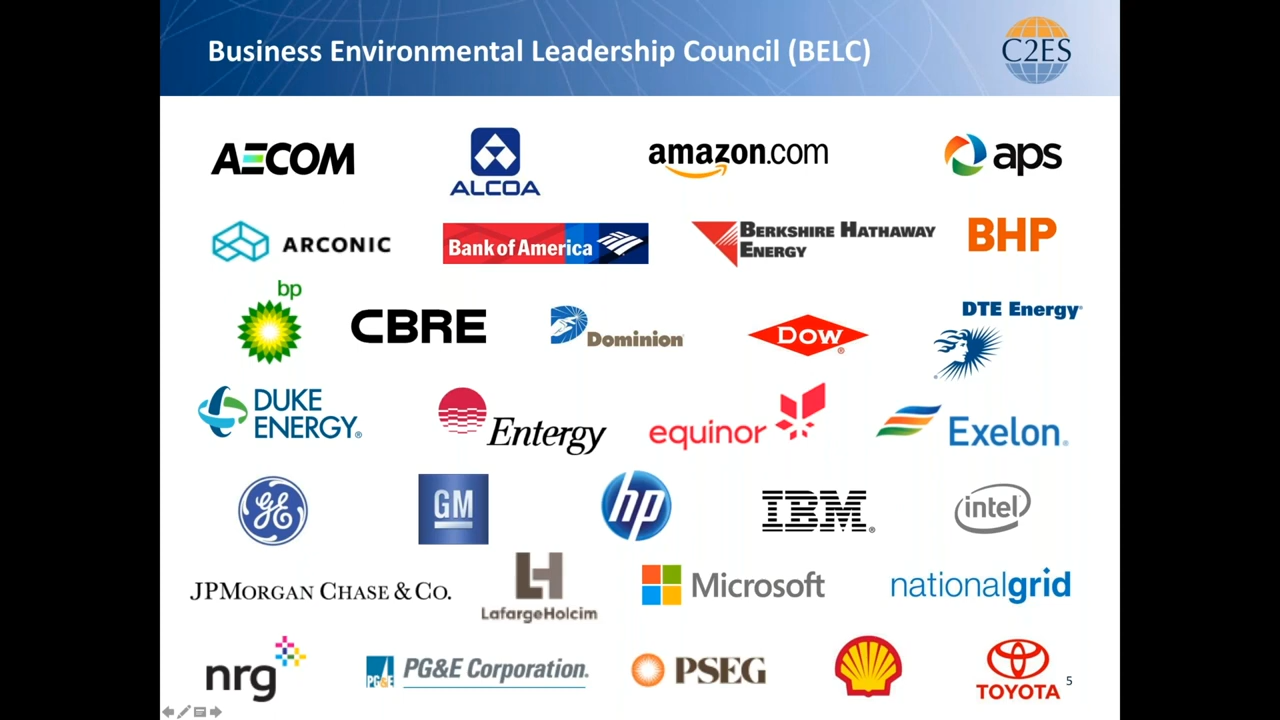 Business Environmental Leadership Council (BELC)
C2ES
AECOM
ALCOA
amazon.com
aps
ARCONIC
Bank of America
BERKSHIRE HATHAWAY
ENERGY
BHP
bp
CBRE
Dominion
DOW
DTE Energy®
DUKE
ENERGY®
Entergy
equinor
Exelon®
GE
GM
hp
IBM®
intel
JPMORGAN CHASE & CO.
LafargeHolcim
Microsoft
nationalgrid
nrg
PG&E
PG&E Corporation®
PSEG
TOYOTA
5